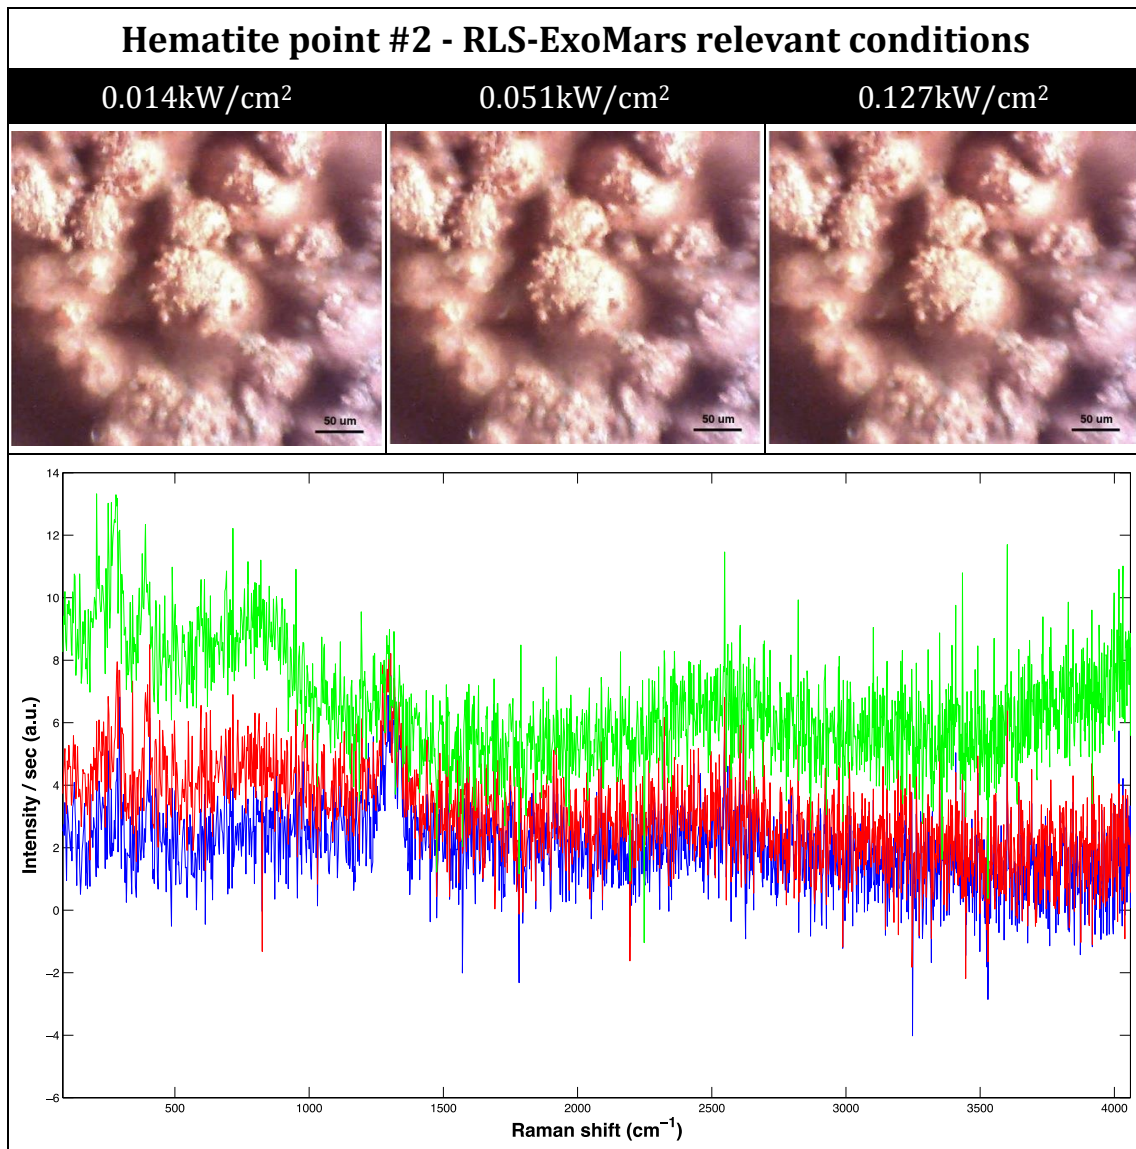 Hematite point #2 - RLS-ExoMars relevant conditions
0.014kW/cm²
0.051kW/cm²
0.127kW/cm²
50 um
50 um
50 um
14
12
10
8
6
4
2
0
−2
−4
−6
Intensity / sec (a.u.)
500
1000
1500
2000
2500
3000
3500
4000
Raman shift (cm⁻¹)